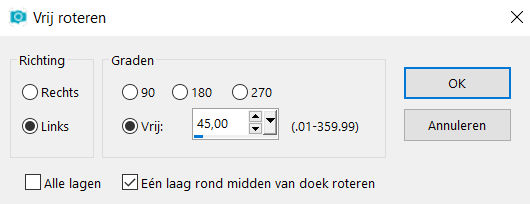 Vrij roteren
Richting
Rechts
Links
Graden
90 180 270
Vrij: 45,00 (.01-359.99)
OK
Annuleren
Alle lagen
Eén laag rond midden van doek roteren